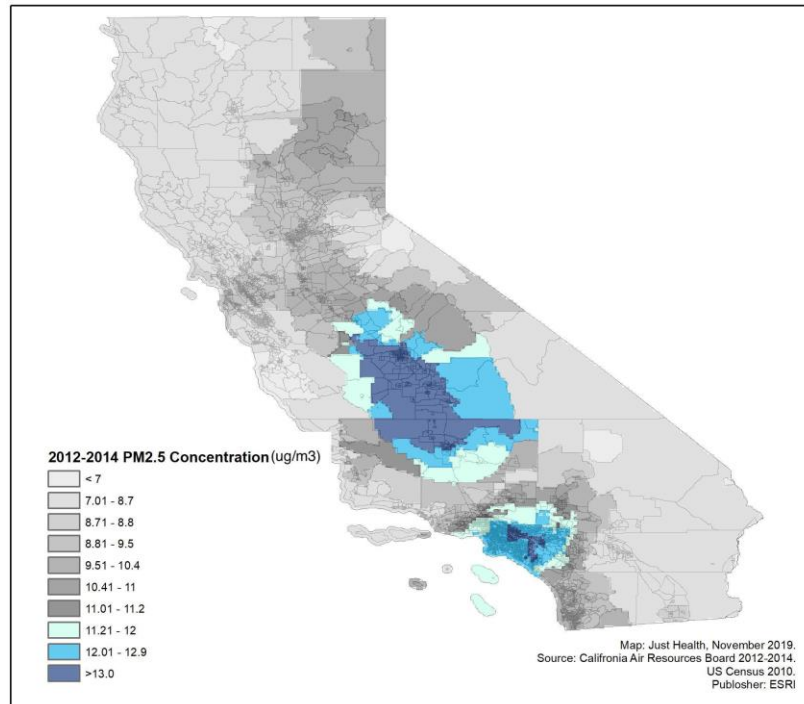 2012-2014 PM2.5 Concentration (ug/m3)
< 7
7.01 - 8.7
8.71 - 8.8
8.81 - 9.5
9.51 - 10.4
10.41 - 11
11.01 - 11.2
11.21 - 12
12.01 - 12.9
>13.0
Map: Just Health, November 2019.
Source: Califronia Air Resources Board 2012-2014.
US Census 2010.
Publosher: ESRI